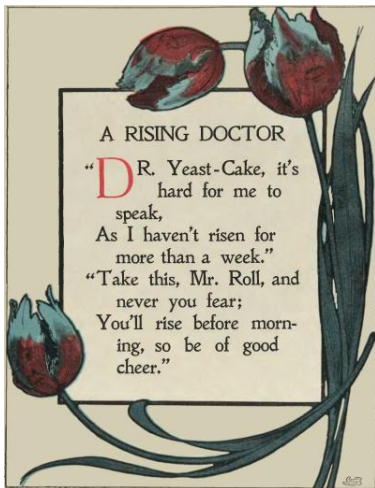 A RISING DOCTOR
“DR. Yeast-Cake, it's
hard for me to
speak,
As I haven't risen for
more than a week.”
“Take this, Mr. Roll, and
never you fear;
You'll rise before morn-
ing, so be of good
cheer.”